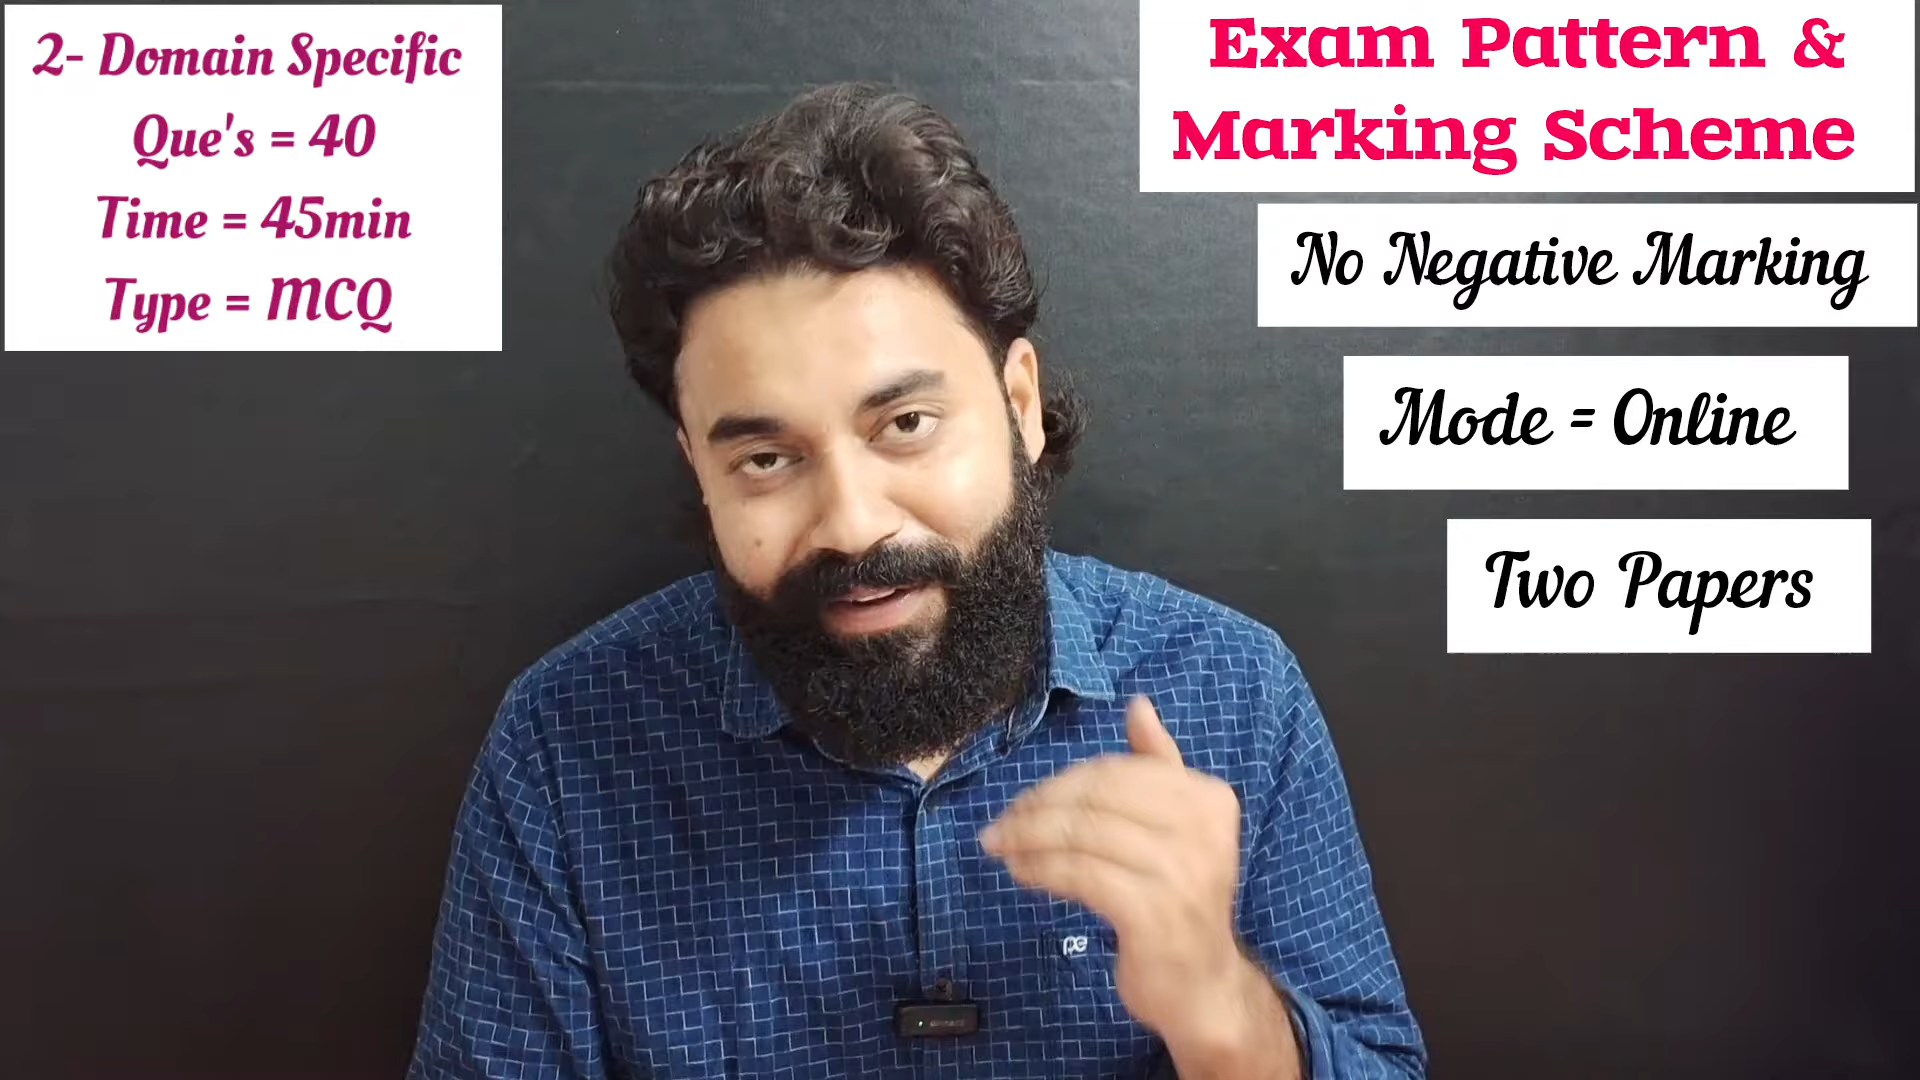 2- Domain Specific
Que's = 40
Time = 45min
Type = MCQ
Exam Pattern &
Marking Scheme
No Negative Marking
Mode = Online
Two Papers
pc